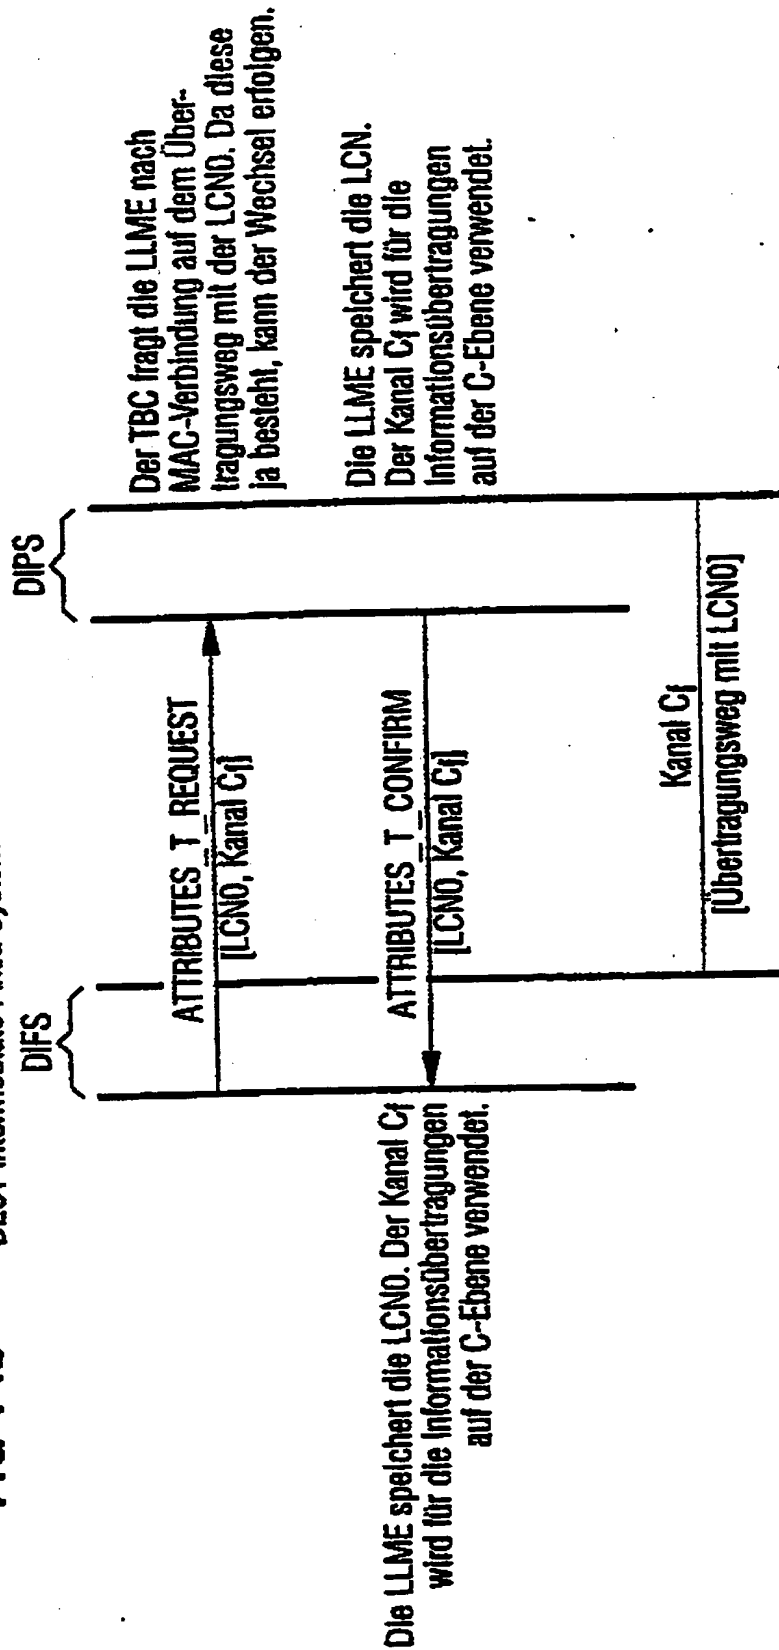 DIFS
DIPS
ATTRIBUTES_T_REQUEST
[LCN0, Kanal Cf]
Der TBC fragt die LLME nach
MAC-Verbindung auf dem Über-
tragungsweg mit der LCN0. Da diese
ja besteht, kann der Wechsel erfolgen.
ATTRIBUTES_T_CONFIRM
[LCN0, Kanal Cf]
Die LLME speichert die LCN0. Der Kanal Cf
wird für die Informationsübertragungen
auf der C-Ebene verwendet.
Die LLME speichert die LCN.
Der Kanal Cf wird für die
Informationsübertragungen
auf der C-Ebene verwendet.
Kanal Cf
[Übertragungsweg mit LCN0]